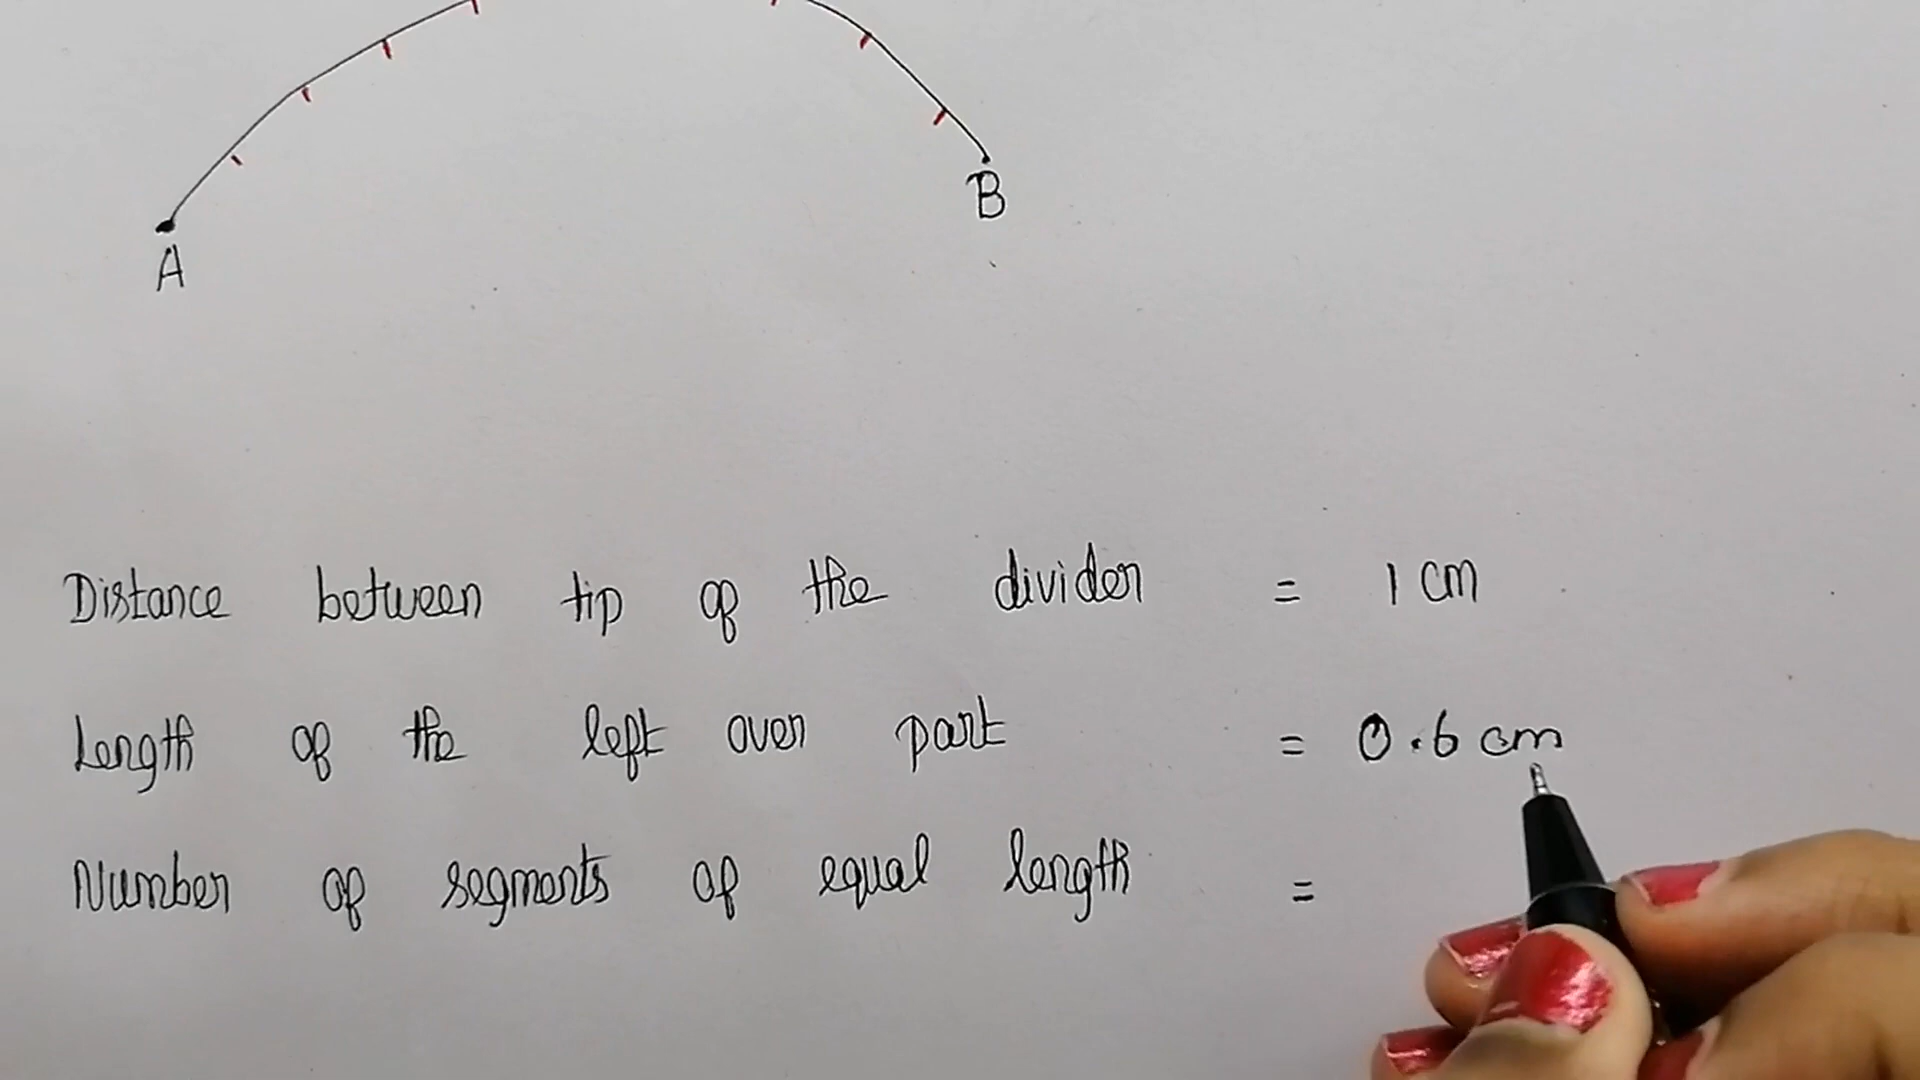 B
A
Distance between tip of the divider = 1 cm
Length of the left over part = 0.6 cm
Number of segments of equal length =